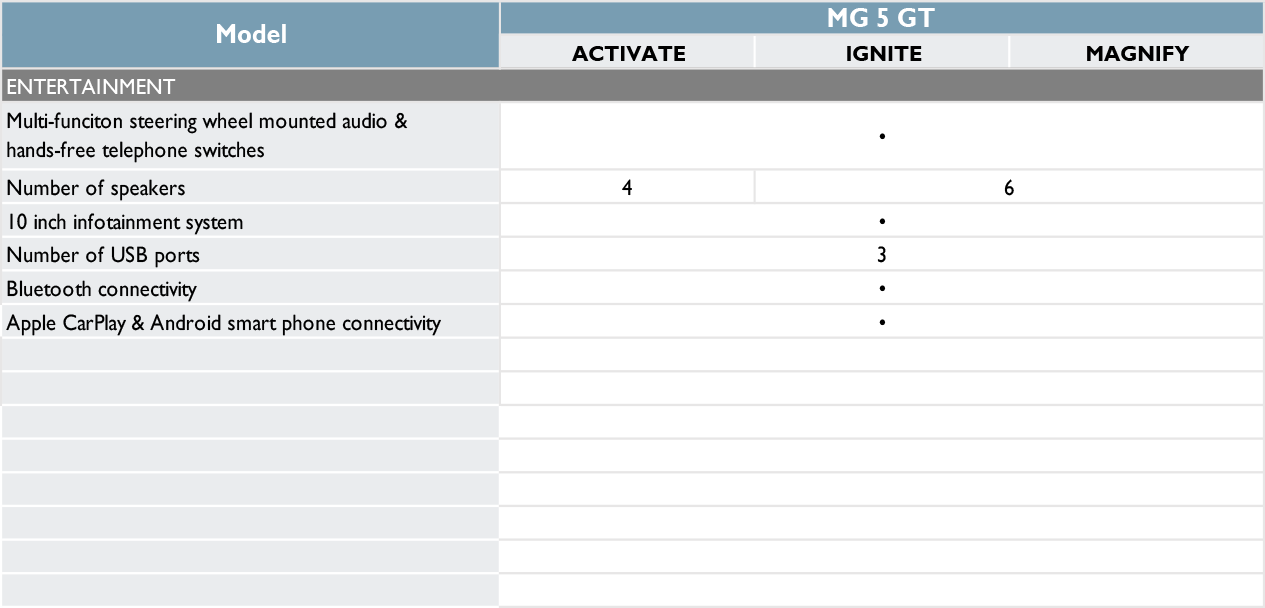 Model
MG 5 GT
ACTIVATE IGNITE MAGNIFY
ENTERTAINMENT
Multi-funciton steering wheel mounted audio &
hands-free telephone switches
•
Number of speakers 4 6
10 inch infotainment system •
Number of USB ports 3
Bluetooth connectivity •
Apple CarPlay & Android smart phone connectivity •